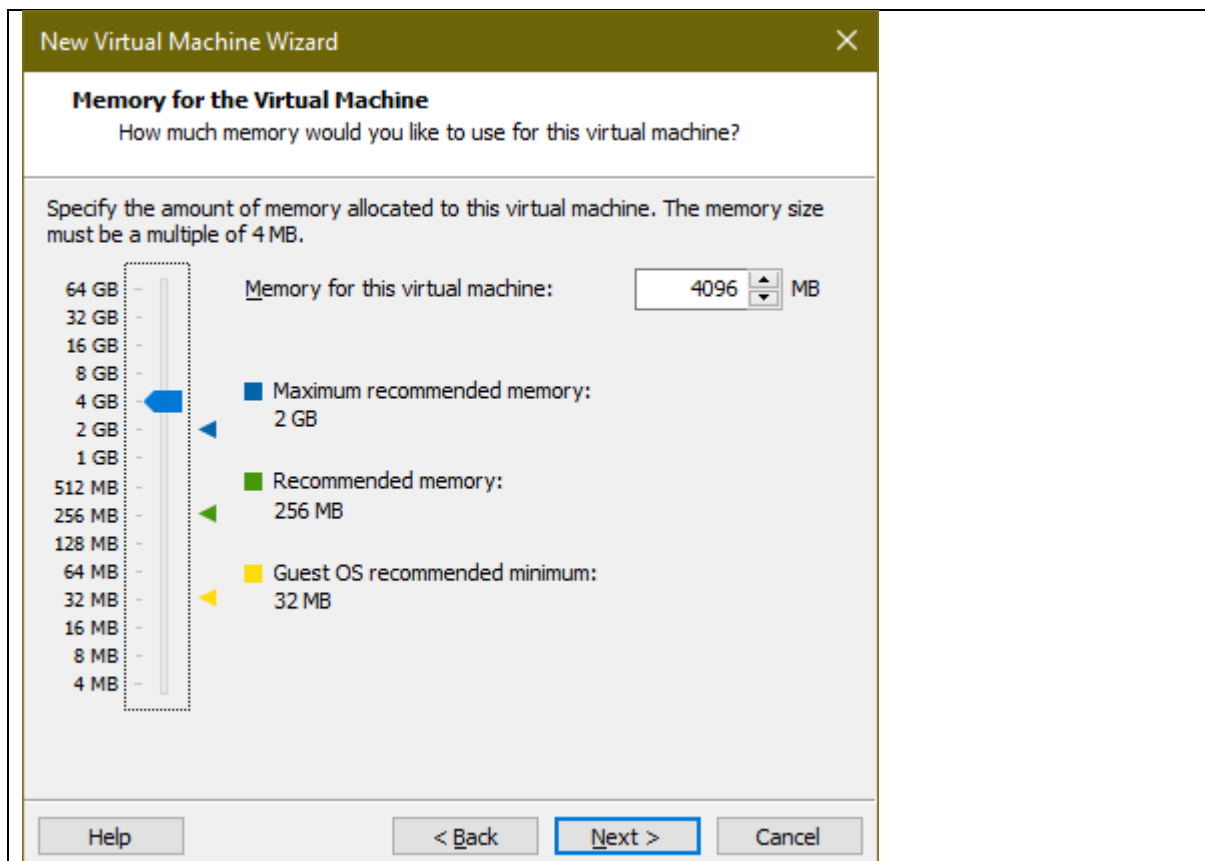 New Virtual Machine Wizard
Memory for the Virtual Machine
How much memory would you like to use for this virtual machine?
Specify the amount of memory allocated to this virtual machine. The memory size
must be a multiple of 4 MB.
64 GB
32 GB
16 GB
8 GB
4 GB
2 GB
1 GB
512 MB
256 MB
128 MB
64 MB
32 MB
16 MB
8 MB
4 MB
Memory for this virtual machine: 4096 MB
Maximum recommended memory:
2 GB
Recommended memory:
256 MB
Guest OS recommended minimum:
32 MB
Help < Back Next > Cancel